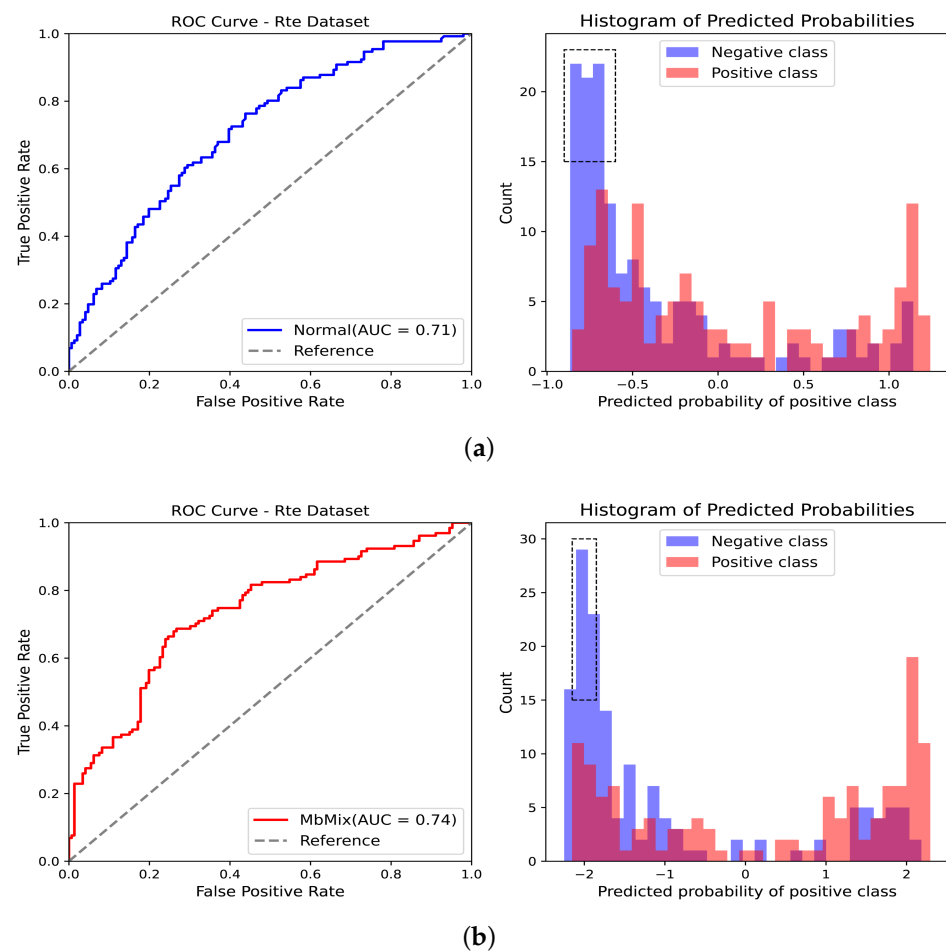 ROC Curve - Rte Dataset
True Positive Rate
1.0
0.8
0.6
0.4
0.2
0.0
Normal(AUC = 0.71)
Reference
0.0 0.2 0.4 0.6 0.8 1.0
False Positive Rate
Histogram of Predicted Probabilities
Negative class
Positive class
Count
20
15
10
5
0
−1.0 −0.5 0.0 0.5 1.0
Predicted probability of positive class
(a)
ROC Curve - Rte Dataset
True Positive Rate
1.0
0.8
0.6
0.4
0.2
0.0
MbMix(AUC = 0.74)
Reference
0.0 0.2 0.4 0.6 0.8 1.0
False Positive Rate
Histogram of Predicted Probabilities
Negative class
Positive class
Count
30
25
20
15
10
5
0
−2 −1 0 1 2
Predicted probability of positive class
(b)